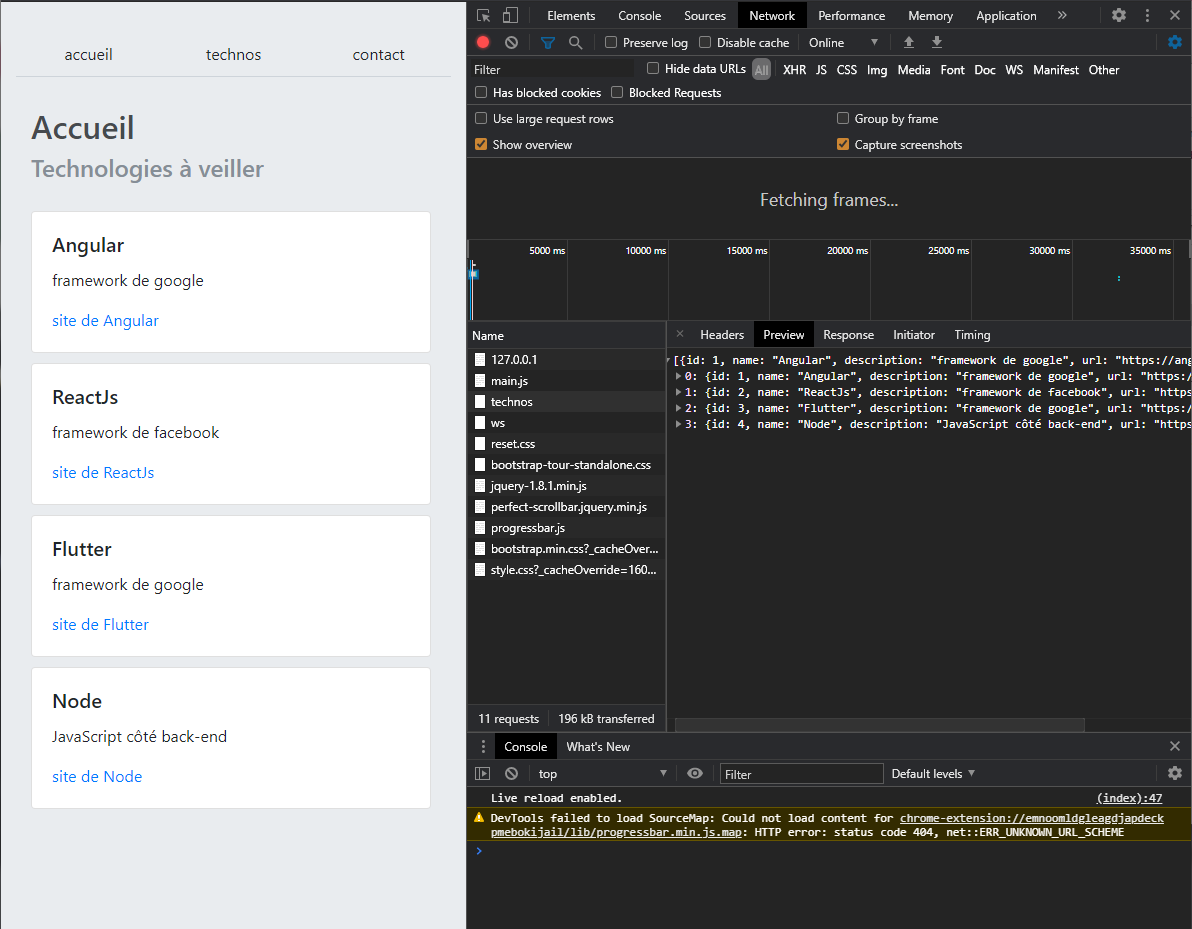 accueil technos contact
Accueil
Technologies à veiller
Angular
framework de google
site de Angular
ReactJs
framework de facebook
site de ReactJs
Flutter
framework de google
site de Flutter
Node
JavaScript côté back-end
site de Node
Elements Console Sources Network Performance Memory Application »
Preserve log Disable cache Online
Filter Hide data URLs All XHR JS CSS Img Media Font Doc WS Manifest Other
Has blocked cookies Blocked Requests
Use large request rows Group by frame
Show overview Capture screenshots
Fetching frames...
5000 ms 10000 ms 15000 ms 20000 ms 25000 ms 30000 ms 35000 ms
Name
127.0.0.1
main.js
technos
ws
reset.css
bootstrap-tour-standalone.css
jquery-1.8.1.min.js
perfect-scrollbar.jquery.min.js
progressbar.js
bootstrap.min.css?_cacheOver...
style.css?_cacheOverride=160...
11 requests 196 kB transferred
× Headers Preview Response Initiator Timing
[{id: 1, name: "Angular", description: "framework de google", url: "https://ang
0: {id: 1, name: "Angular", description: "framework de google", url: "https:/
1: {id: 2, name: "ReactJs", description: "framework de facebook", url: "https:/
2: {id: 3, name: "Flutter", description: "framework de google", url: "https:/
3: {id: 4, name: "Node", description: "JavaScript côté back-end", url: "https
Console What's New
top Filter Default levels
Live reload enabled. (index):47
DevTools failed to load SourceMap: Could not load content for chrome-extension://emnoomldgleagdjapdeck
pmebokijail/lib/progressbar.min.js.map: HTTP error: status code 404, net::ERR_UNKNOWN_URL_SCHEME